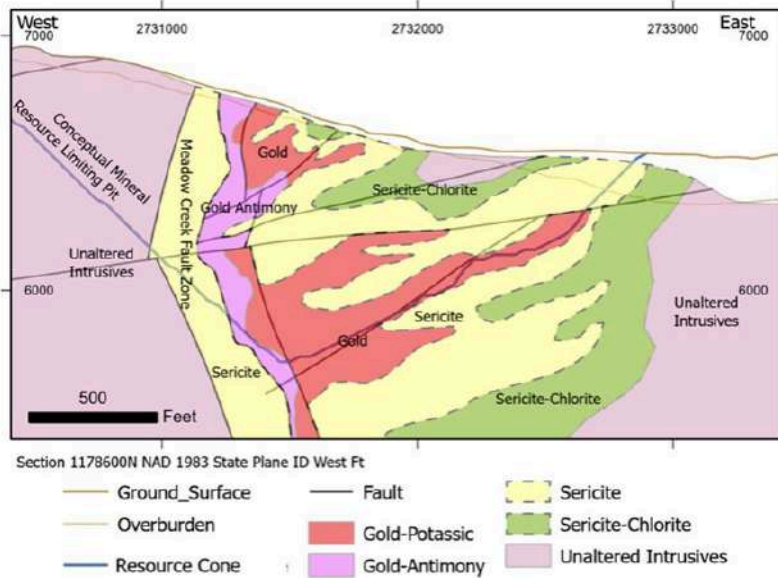 West
East
7000
2731000
2732000
2733000
7000
Conceptual Mineral
Resource Limiting Pit
Meadow Creek Fault Zone
Gold
Sericite-Chlorite
Gold Antimony
Unaltered
Intrusives
6000
6000
Unaltered
Intrusives
Sericite
Gold
Sericite
Sericite-Chlorite
500
Feet
Section 1178600N NAD 1983 State Plane ID West Ft
Ground_Surface
Fault
Sericite
Overburden
Gold-Potassic
Sericite-Chlorite
Resource Cone
Gold-Antimony
Unaltered Intrusives